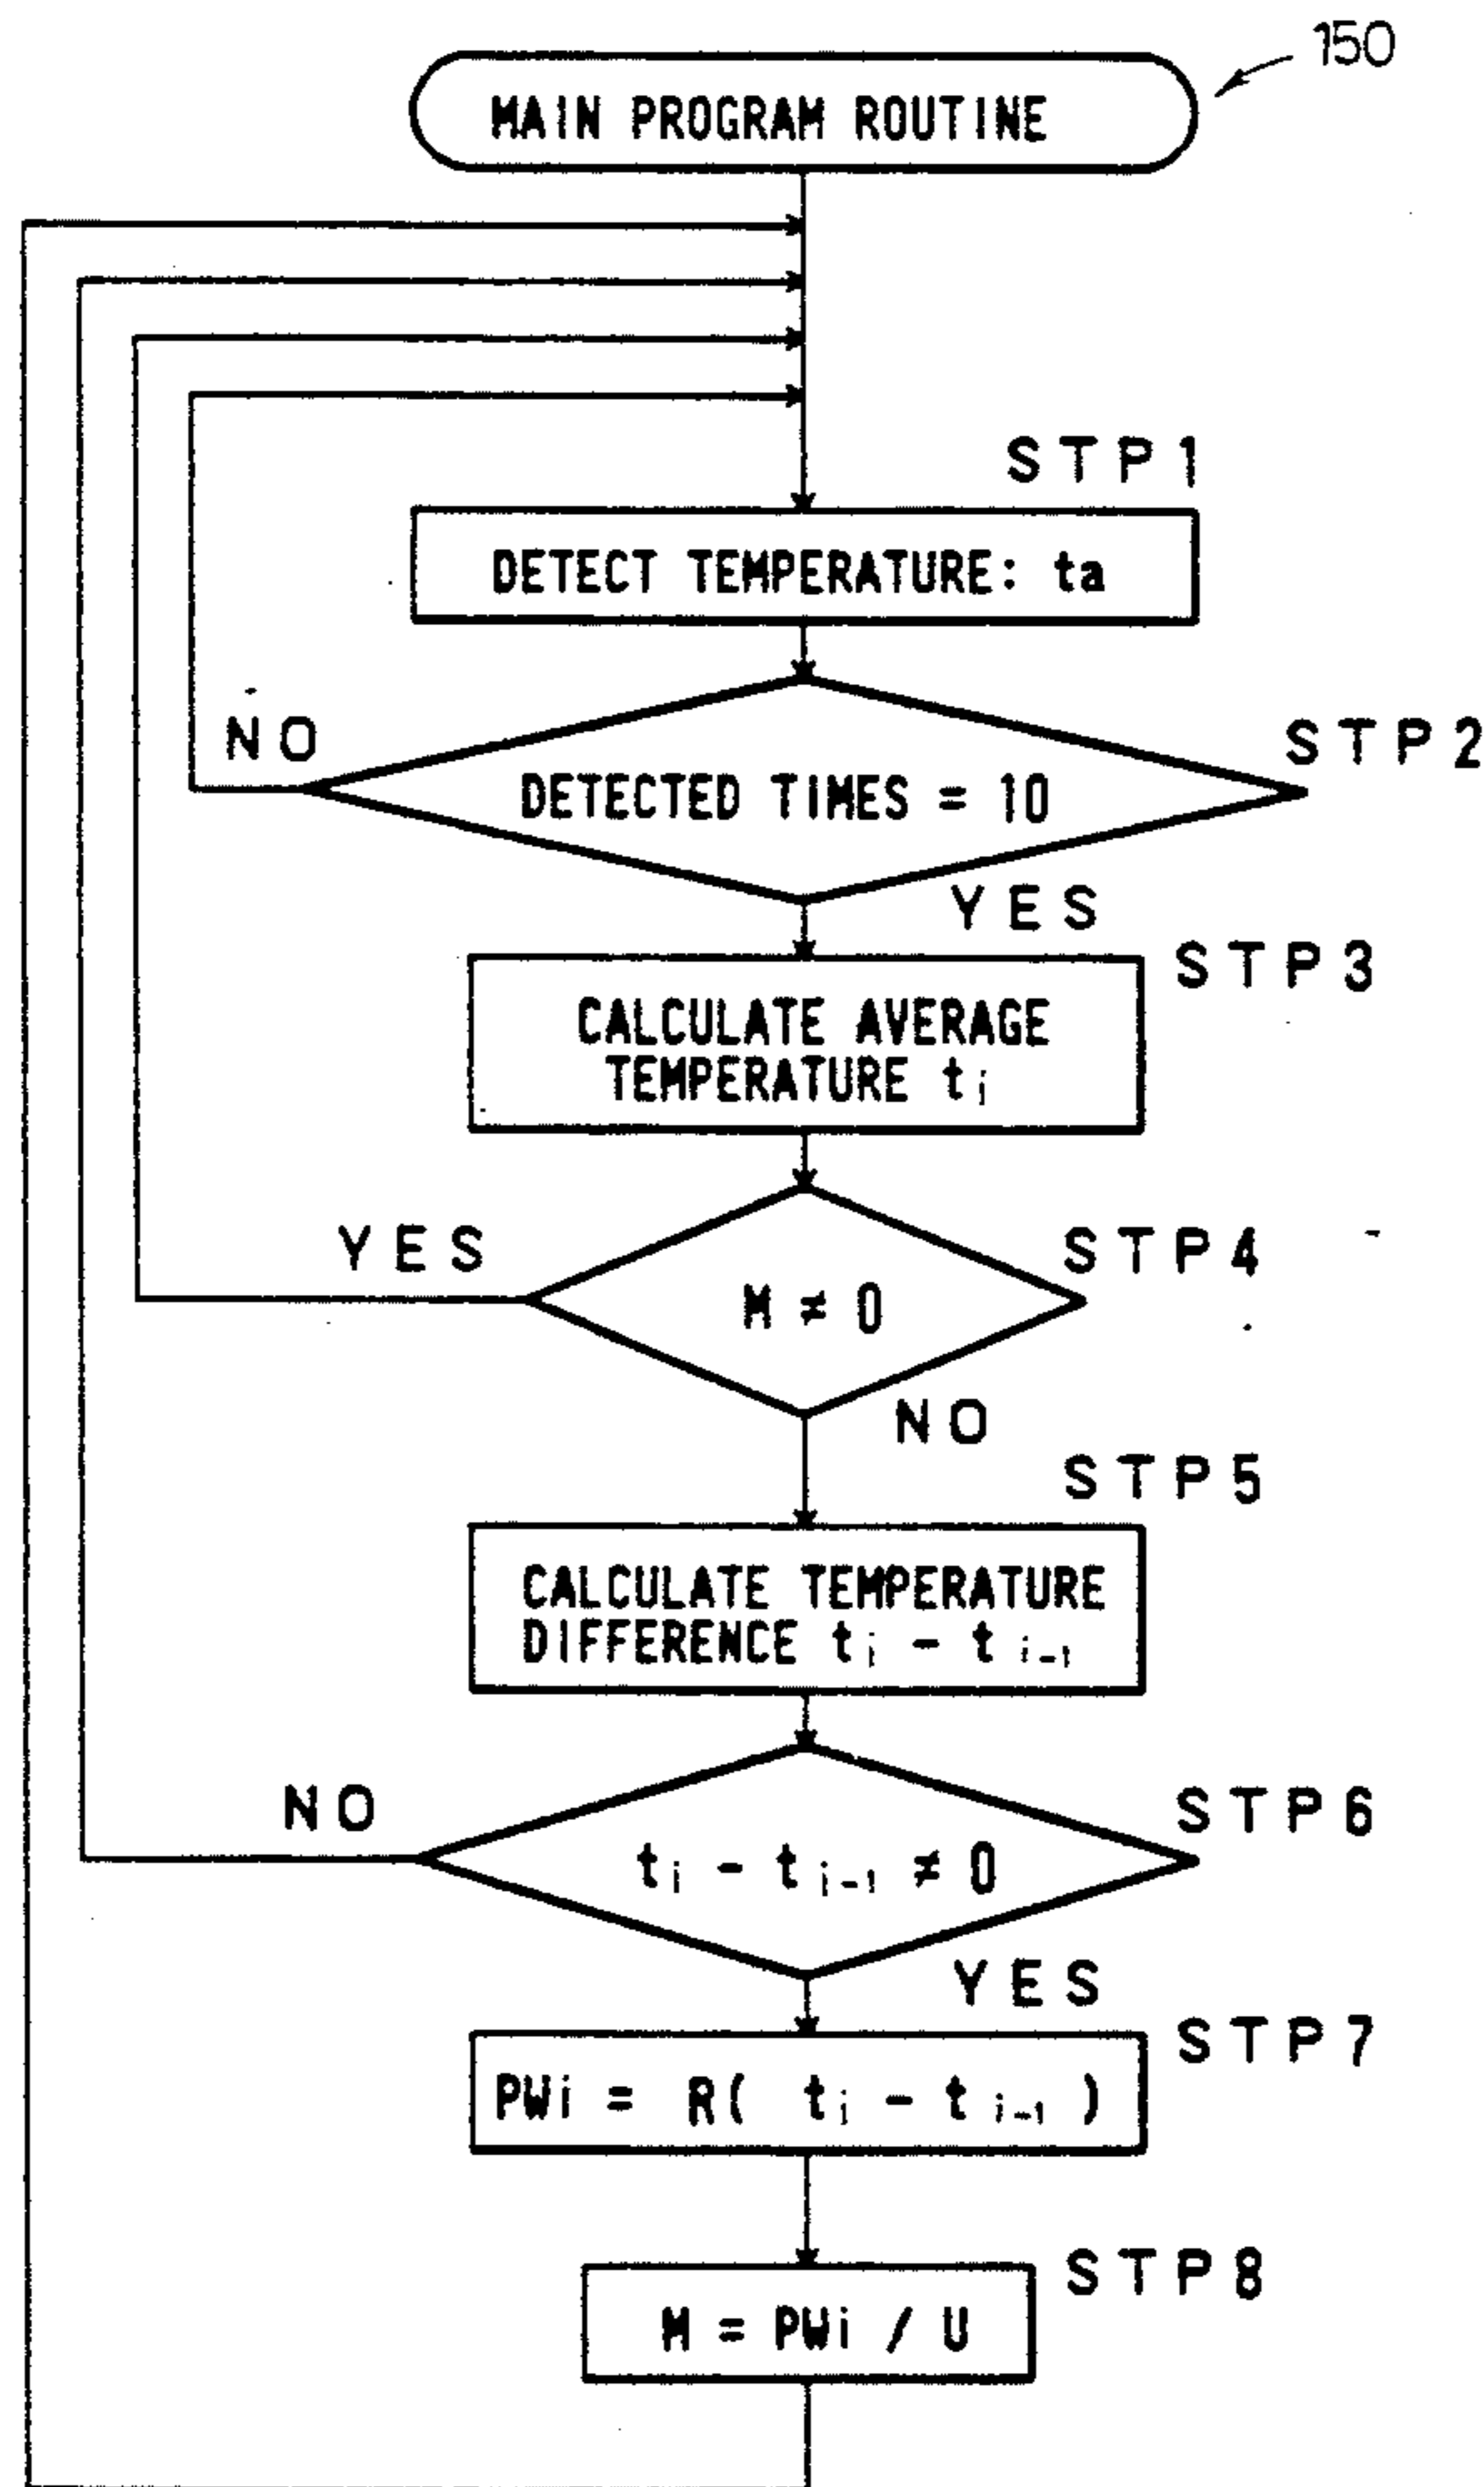 150
MAIN PROGRAM ROUTINE
STP1
DETECT TEMPERATURE: ta
NO
STP2
DETECTED TIMES = 10
YES
STP3
CALCULATE AVERAGE
TEMPERATURE ti
YES
STP4
M ≠ 0
NO
STP5
CALCULATE TEMPERATURE
DIFFERENCE ti - ti-1
NO
STP6
ti - ti-1 ≠ 0
YES
STP7
PWi = R( ti - ti-1 )
STP8
M = PWi / U